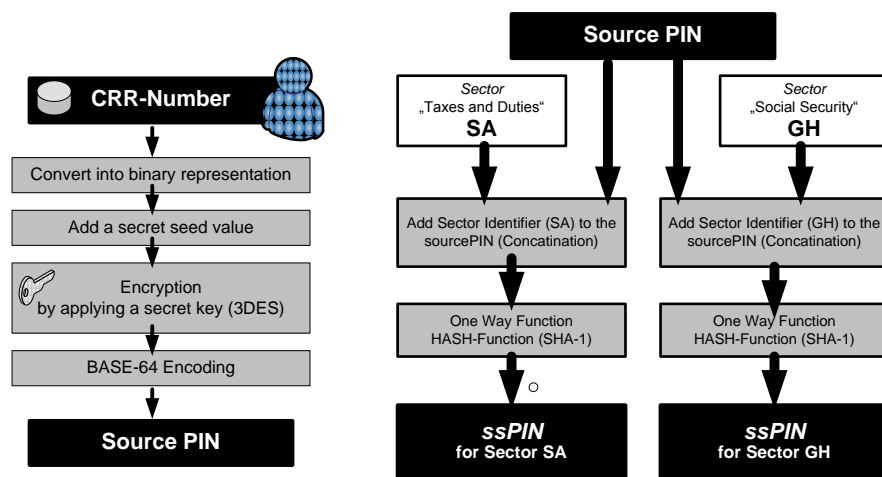 CRR-Number
Convert into binary representation
Add a secret seed value
Encryption
by applying a secret key (3DES)
BASE-64 Encoding
Source PIN
Source PIN
Sector
„Taxes and Duties“
SA
Sector
„Social Security“
GH
Add Sector Identifier (SA) to the
sourcePIN (Concatination)
Add Sector Identifier (GH) to the
sourcePIN (Concatination)
One Way Function
HASH-Function (SHA-1)
One Way Function
HASH-Function (SHA-1)
ssPIN
for Sector SA
ssPIN
for Sector GH